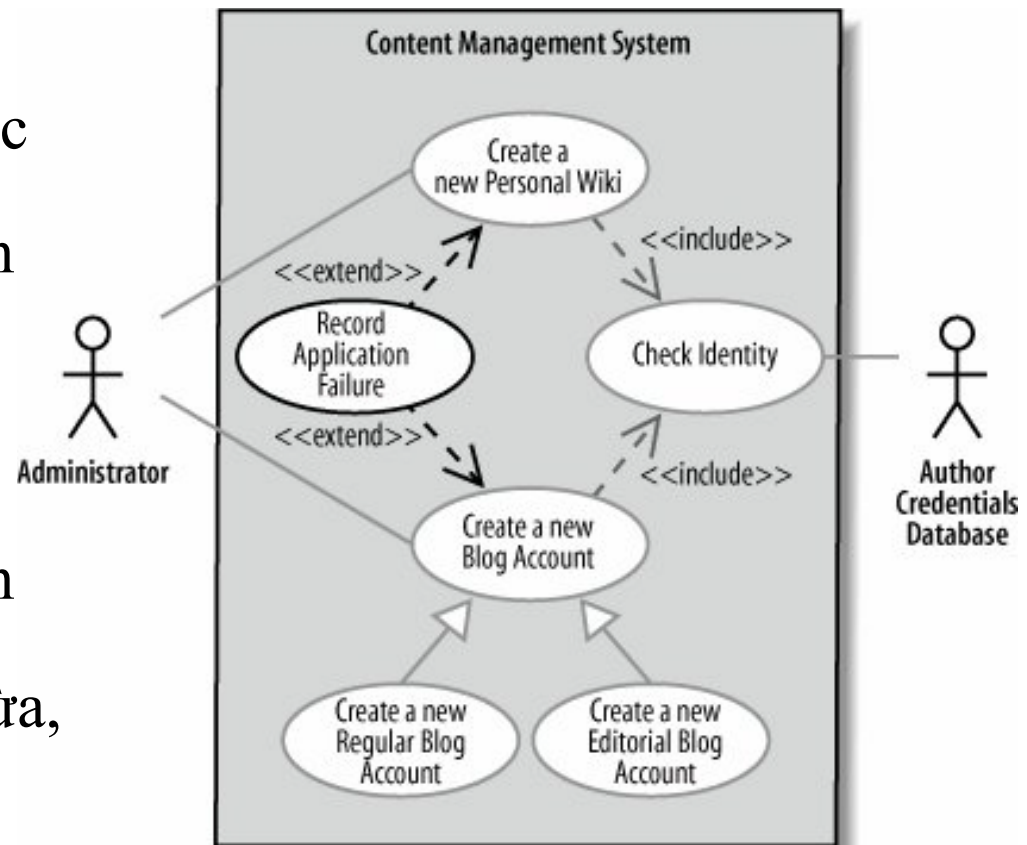 Content Management System
Create a
new Personal Wiki
<<include>>
<<extend>>
Record
Application
Failure
Check Identity
<<extend>>
<<include>>
Administrator
Author
Credentials
Database
Create a new
Blog Account
Create a new
Regular Blog
Account
Create a new
Editorial Blog
Account